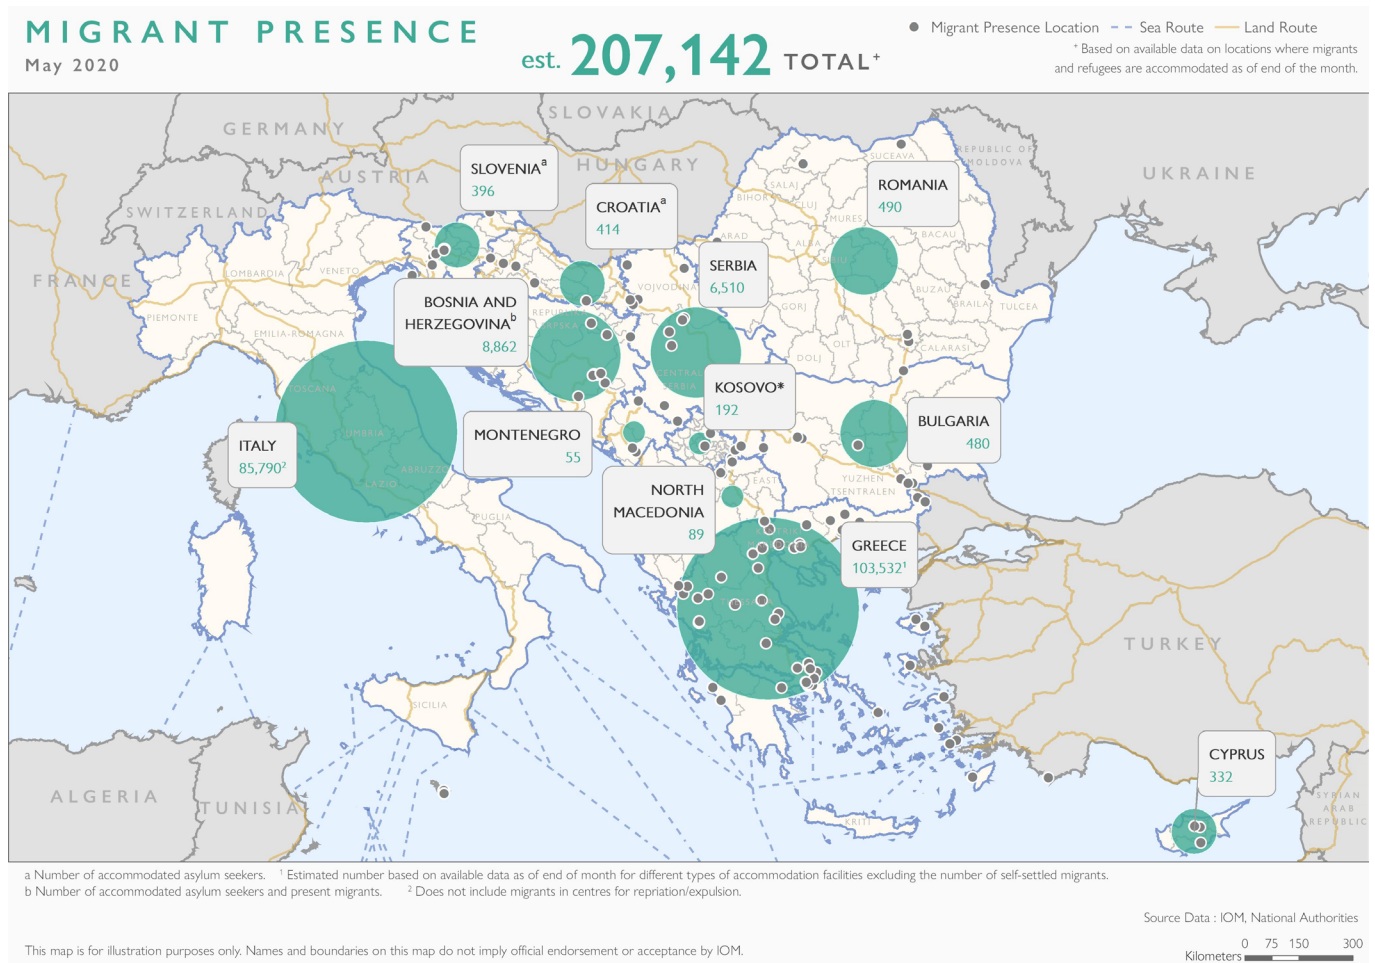 MIGRANT PRESENCE
May 2020
est. 207,142 TOTAL⁺
Migrant Presence Location
Sea Route
Land Route
⁺ Based on available data on locations where migrants
and refugees are accommodated as of end of the month.
SLOVAKIA
GERMANY
HUNGARY
AUSTRIA
SWITZERLAND
FRANCE
REPUBLIC OF
MOLDOVA
UKRAINE
SLOVENIAᵃ
396
CROATIAᵃ
414
ROMANIA
490
SERBIA
6,510
BOSNIA AND
HERZEGOVINAᵇ
8,862
KOSOVO*
192
BULGARIA
480
MONTENEGRO
55
ITALY
85,790²
NORTH
MACEDONIA
89
GREECE
103,532¹
CYPRUS
332
SUCEAVA
SALAJ
BIHOR
CLUJ
MURES
BACAU
ARAD
ALBA
SIBIU
BUZAU
BRAILA
TULCEA
GORJ
OLT
DOLJ
CALARASI
VOJVODINA
CENTRAL
SERBIA
LOMBARDIA
VENETO
PIEMONTE
EMILIA-ROMAGNA
TOSCANA
UMBRIA
LAZIO
ABRUZZO
PUGLIA
SICILIA
EAST
YUZHEN
TSENTRALEN
KRITI
TURKEY
ALGERIA
TUNISIA
SYRIAN
ARAB
REPUBLIC
a Number of accommodated asylum seekers. ¹ Estimated number based on available data as of end of month for different types of accommodation facilities excluding the number of self-settled migrants.
b Number of accommodated asylum seekers and present migrants. ² Does not include migrants in centres for repriation/expulsion.
Source Data : IOM, National Authorities
This map is for illustration purposes only. Names and boundaries on this map do not imply official endorsement or acceptance by IOM.
0 75 150 300
Kilometers